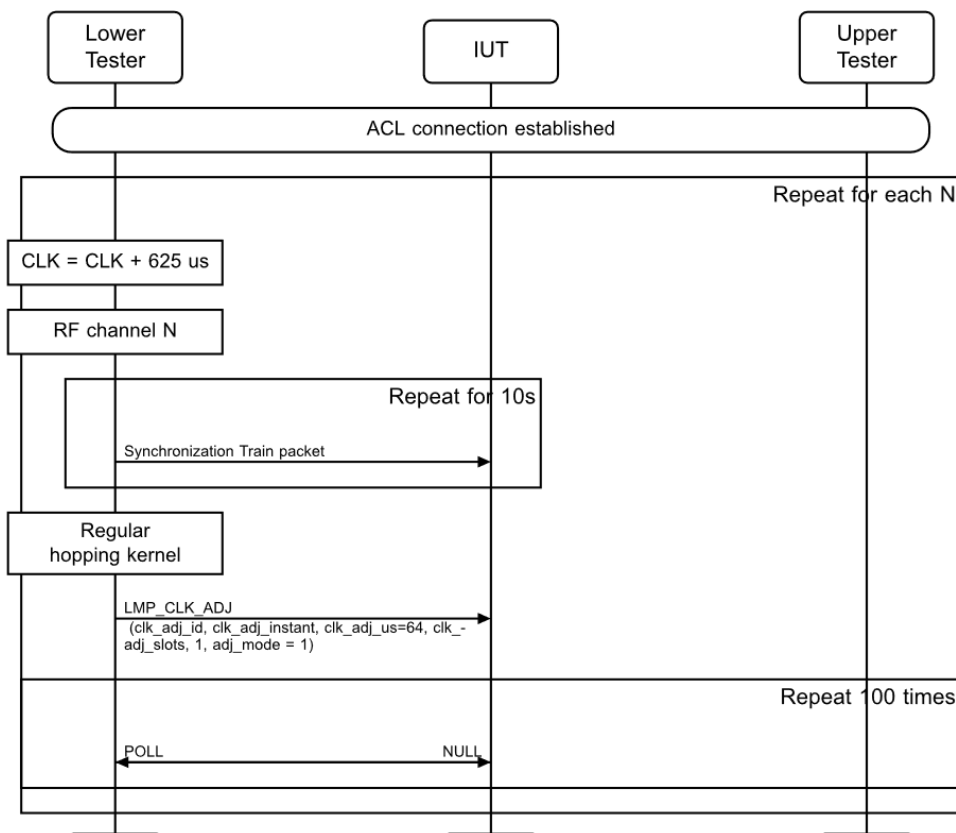 Lower
Tester
IUT
Upper
Tester
ACL connection established
Repeat for each N
CLK = CLK + 625 us
RF channel N
Repeat for 10s
Synchronization Train packet
Regular
hopping kernel
LMP_CLK_ADJ
(clk_adj_id, clk_adj_instant, clk_adj_us=64, clk_-
adj_slots, 1, adj_mode = 1)
Repeat 100 times
POLL NULL